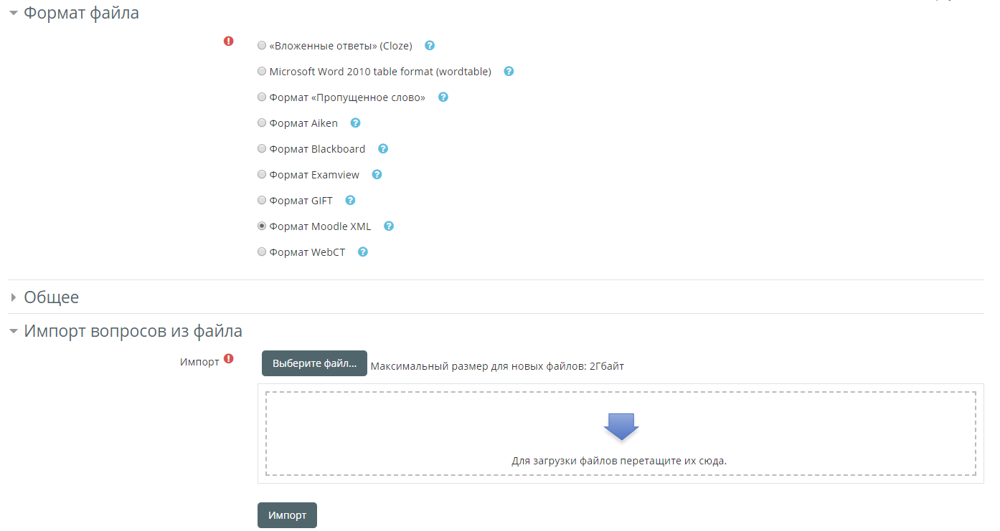 Формат файла
«Вложенные ответы» (Cloze)
Microsoft Word 2010 table format (wordtable)
Формат «Пропущенное слово»
Формат Aiken
Формат Blackboard
Формат Examview
Формат GIFT
Формат Moodle XML
Формат WebCT
Общее
Импорт вопросов из файла
Импорт
Выберите файл... Максимальный размер для новых файлов: 2Гбайт
Для загрузки файлов перетащите их сюда.
Импорт